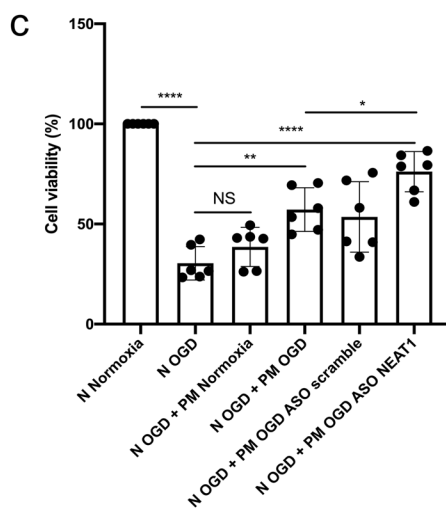 C
150
100
50
0
Cell viability (%)
****
*
****
**
NS
N Normoxia
N OGD
N OGD + PM Normoxia
N OGD + PM OGD
N OGD + PM OGD ASO scramble
N OGD + PM OGD ASO NEAT1